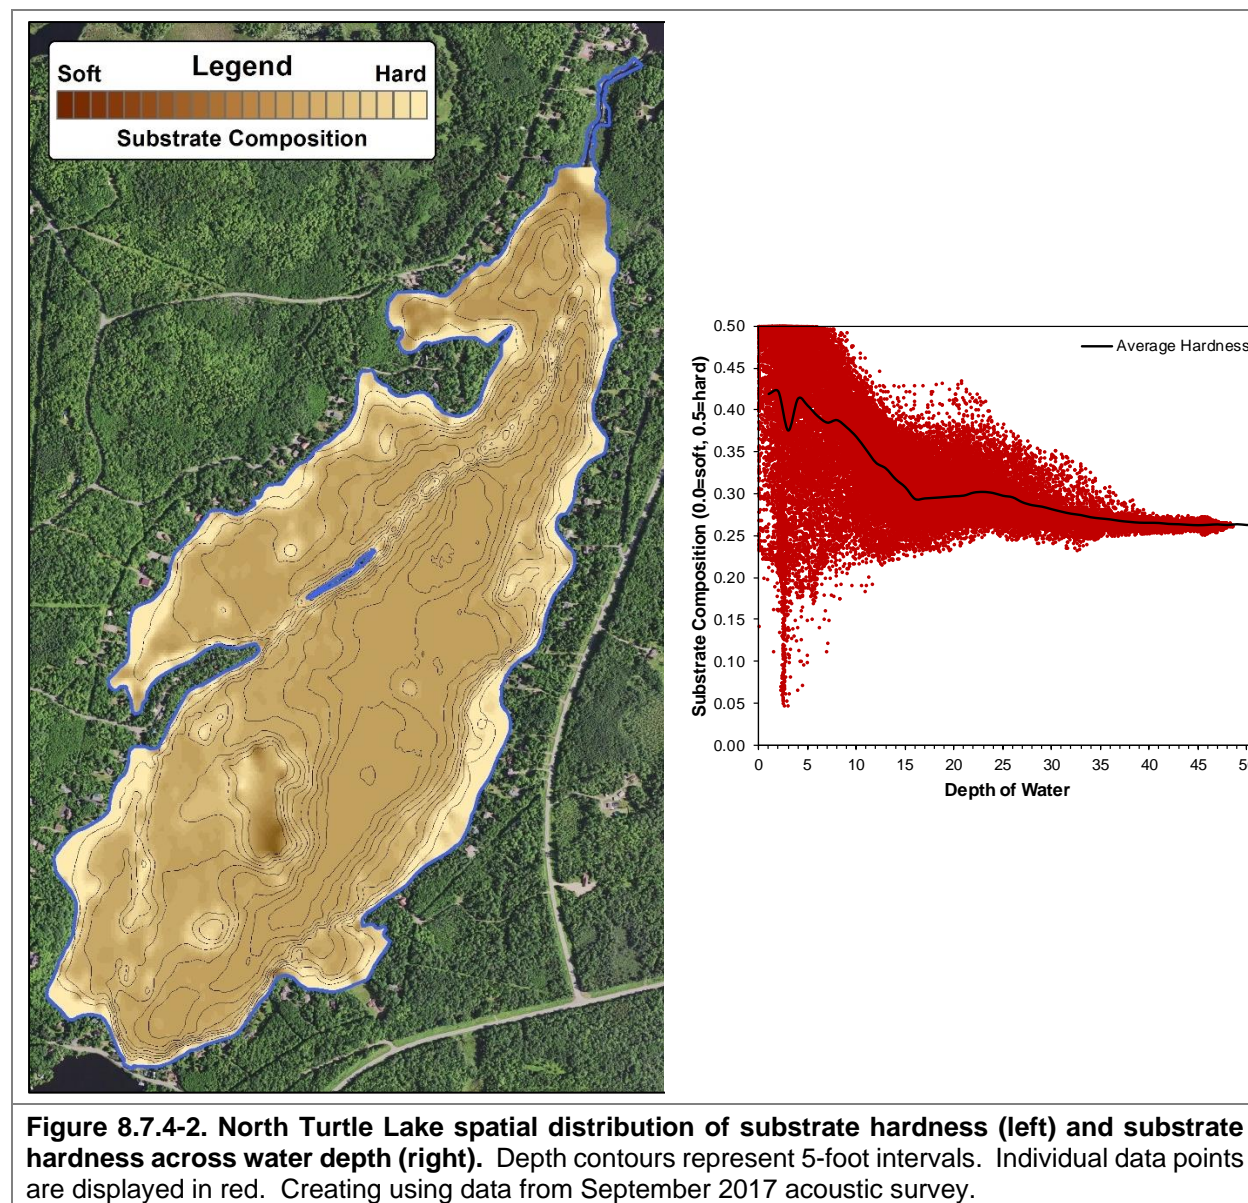 Legend
Soft Hard
Substrate Composition
Substrate Composition (0.0=soft, 0.5=hard)
0.50
0.45
0.40
0.35
0.30
0.25
0.20
0.15
0.10
0.05
0.00
Average Hardness
0 5 10 15 20 25 30 35 40 45 50
Depth of Water
Figure 8.7.4-2. North Turtle Lake spatial distribution of substrate hardness (left) and substrate
hardness across water depth (right). Depth contours represent 5-foot intervals. Individual data points
are displayed in red. Creating using data from September 2017 acoustic survey.